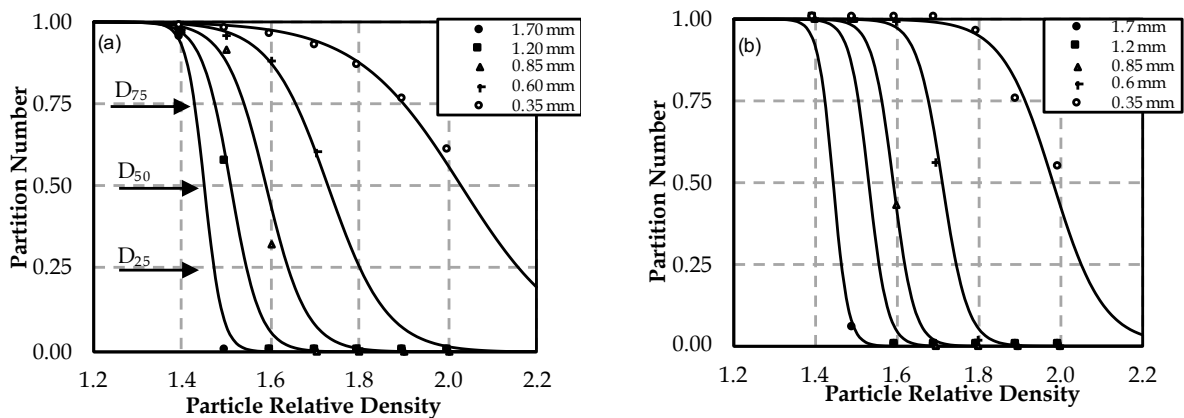 (a)
Partition Number
1.00
0.75
0.50
0.25
0.00
D75
D50
D25
1.70 mm
1.20 mm
0.85 mm
0.60 mm
0.35 mm
1.2 1.4 1.6 1.8 2.0 2.2
Particle Relative Density
(b)
Partition Number
1.00
0.75
0.50
0.25
0.00
1.7 mm
1.2 mm
0.85 mm
0.6 mm
0.35 mm
1.2 1.4 1.6 1.8 2.0 2.2
Particle Relative Density